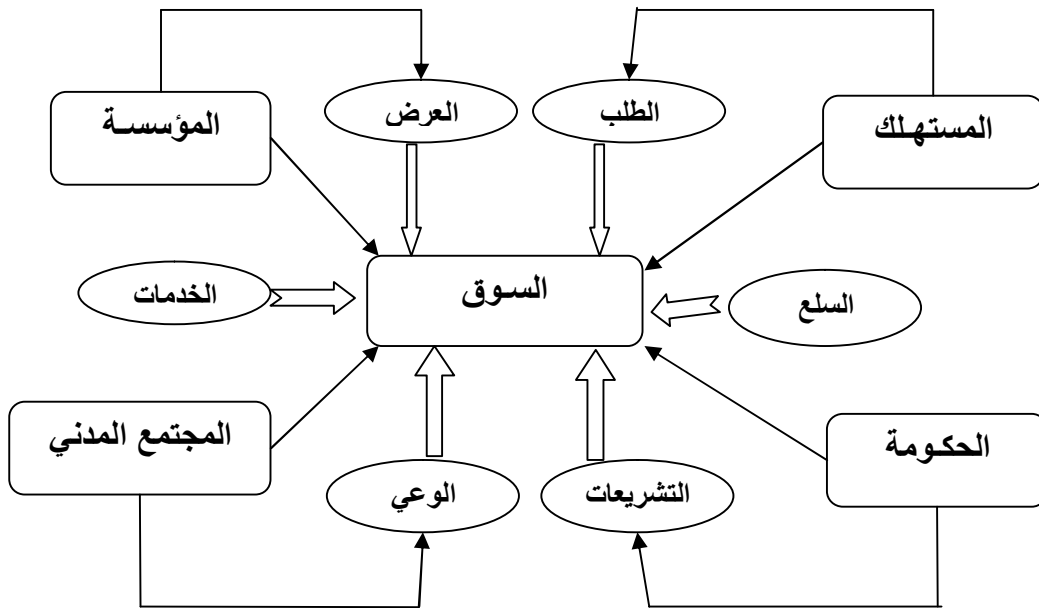 الطلب
العرض
المستهلك
المؤسسة
السوق
السلع
الخدمات
الحكومة
المجتمع المدني
التشريعات
الوعي